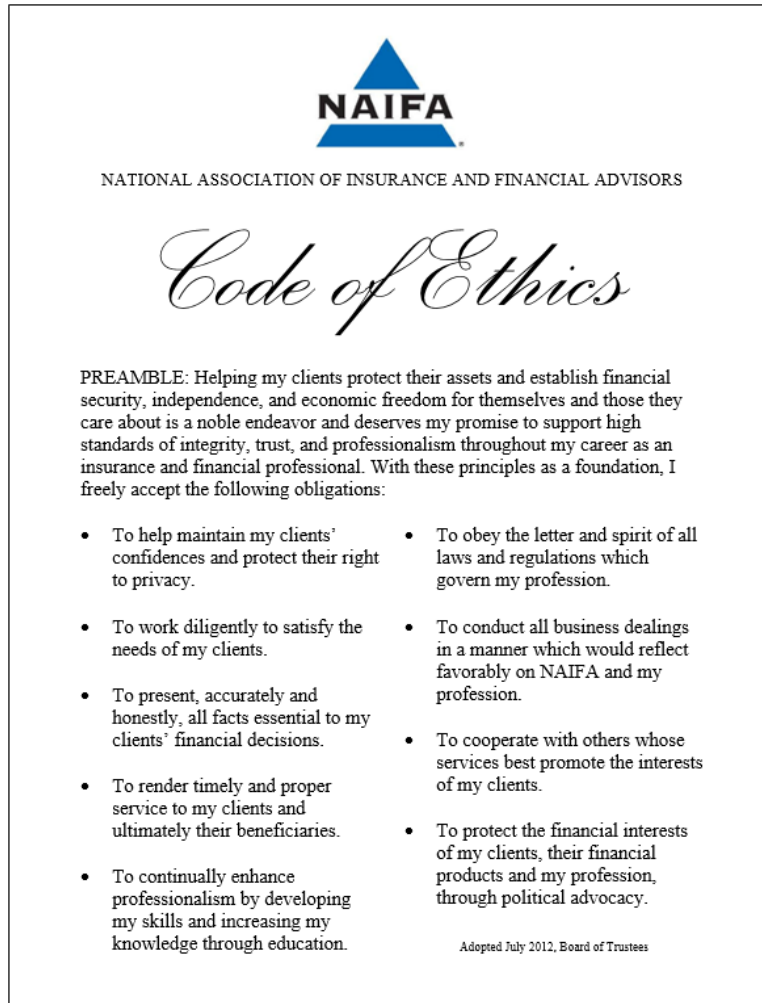 NAIFA
NATIONAL ASSOCIATION OF INSURANCE AND FINANCIAL ADVISORS
Code of Ethics
PREAMBLE: Helping my clients protect their assets and establish financial
security, independence, and economic freedom for themselves and those they
care about is a noble endeavor and deserves my promise to support high
standards of integrity, trust, and professionalism throughout my career as an
insurance and financial professional. With these principles as a foundation, I
freely accept the following obligations:
• To help maintain my clients’
confidences and protect their right
to privacy.
• To work diligently to satisfy the
needs of my clients.
• To present, accurately and
honestly, all facts essential to my
clients’ financial decisions.
• To render timely and proper
service to my clients and
ultimately their beneficiaries.
• To continually enhance
professionalism by developing
my skills and increasing my
knowledge through education.
• To obey the letter and spirit of all
laws and regulations which
govern my profession.
• To conduct all business dealings
in a manner which would reflect
favorably on NAIFA and my
profession.
• To cooperate with others whose
services best promote the interests
of my clients.
• To protect the financial interests
of my clients, their financial
products and my profession,
through political advocacy.
Adopted July 2012, Board of Trustees